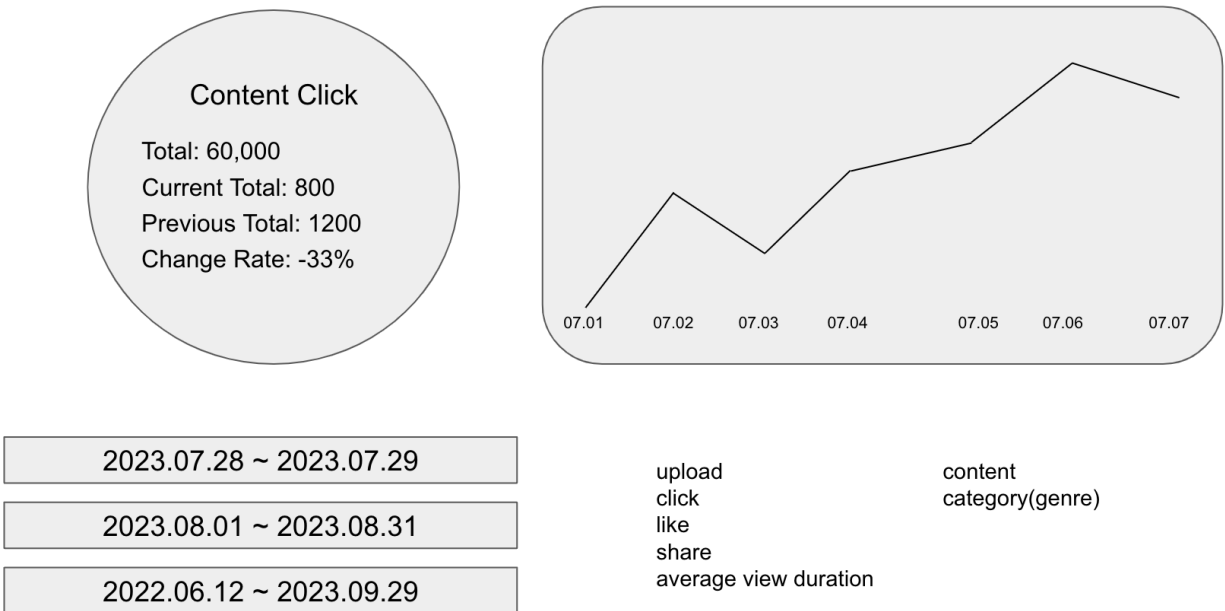 Content Click
Total: 60,000
Current Total: 800
Previous Total: 1200
Change Rate: -33%
07.01
07.02
07.03
07.04
07.05
07.06
07.07
2023.07.28 ~ 2023.07.29
2023.08.01 ~ 2023.08.31
2022.06.12 ~ 2023.09.29
upload
click
like
share
average view duration
content
category(genre)